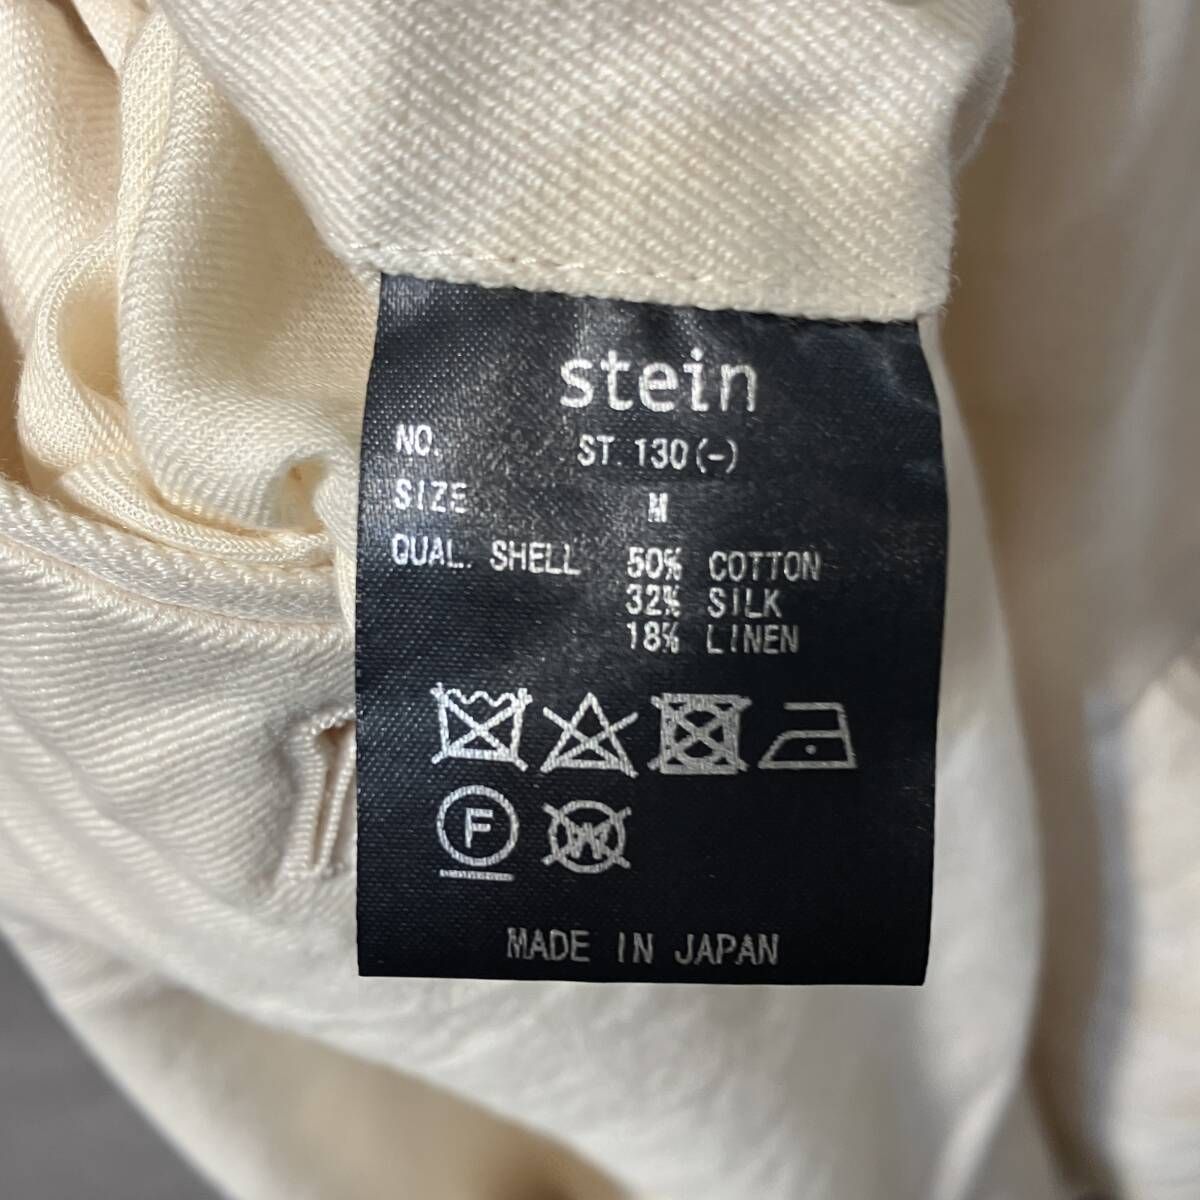 stein
NO. ST.130(-)
SIZE M
QUAL. SHELL 50% COTTON
32% SILK
18% LINEN
F
W
MADE IN JAPAN